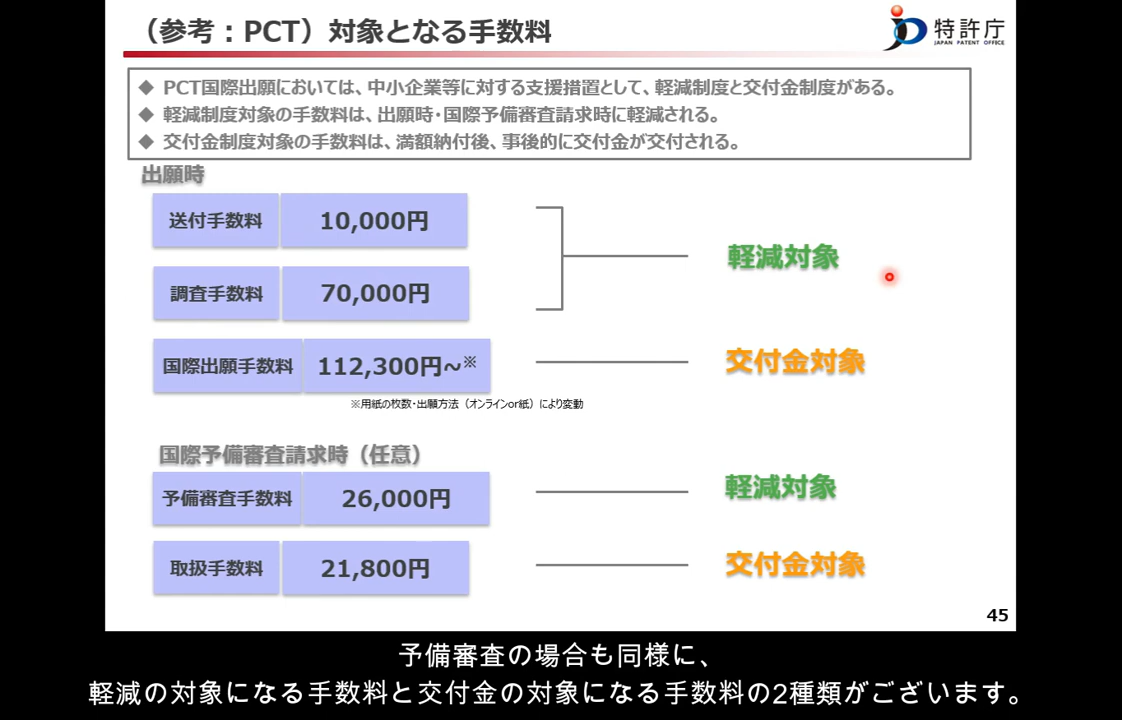 （参考：PCT）対象となる手数料
特許庁
JAPAN PATENT OFFICE
◆ PCT国際出願においては、中小企業等に対する支援措置として、軽減制度と交付金制度がある。
◆ 軽減制度対象の手数料は、出願時・国際予備審査請求時に軽減される。
◆ 交付金制度対象の手数料は、満額納付後、事後的に交付金が交付される。
出願時
送付手数料 10,000円
軽減対象
調査手数料 70,000円
国際出願手数料 112,300円～※
交付金対象
※用紙の枚数・出願方法（オンラインor紙）により変動
国際予備審査請求時（任意）
予備審査手数料 26,000円
軽減対象
取扱手数料 21,800円
交付金対象
45
予備審査の場合も同様に、
軽減の対象になる手数料と交付金の対象になる手数料の2種類がございます。